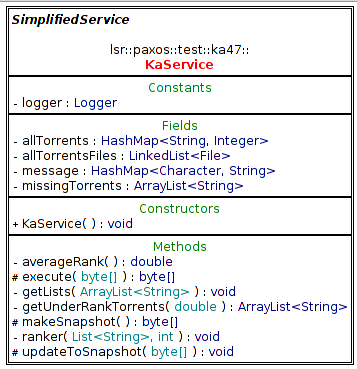 SimplifiedService
lsr::paxos::test::ka47::
KaService
Constants
- logger : Logger
Fields
- allTorrents : HashMap<String, Integer>
- allTorrentsFiles : LinkedList<File>
- message : HashMap<Character, String>
- missingTorrents : ArrayList<String>
Constructors
+ KaService( ) : void
Methods
- averageRank( ) : double
# execute( byte[] ) : byte[]
- getLists( ArrayList<String> ) : void
- getUnderRankTorrents( double ) : ArrayList<String>
# makeSnapshot( ) : byte[]
- ranker( List<String>, int ) : void
# updateToSnapshot( byte[] ) : void